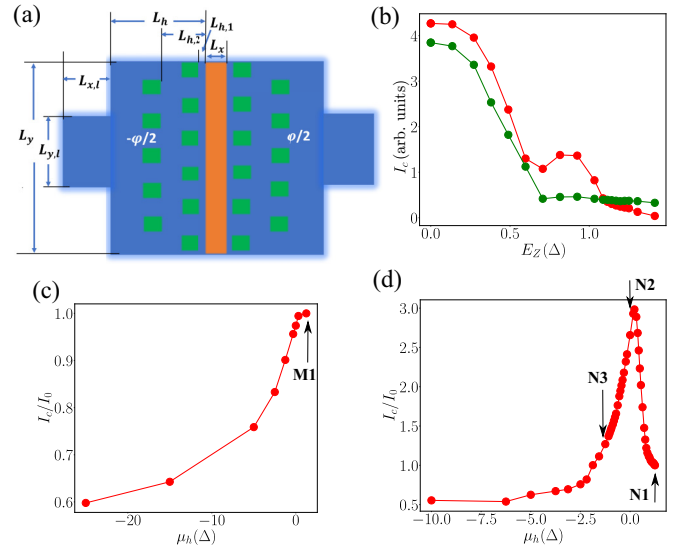 (a)
L_h
L_{h,1}
L_{h,2}
L_x
L_{x,l}
L_y
L_{y,l}
-φ/2
φ/2
(b)
I_c (arb. units)
4
3
2
1
0
0.0 0.5 1.0
E_Z(Δ)
(c)
I_c/I_0
1.0
0.9
0.8
0.7
0.6
M1
−20 −10 0
μ_h(Δ)
(d)
I_c/I_0
3.0
2.5
2.0
1.5
1.0
0.5
N2
N3
N1
−10.0 −7.5 −5.0 −2.5 0.0
μ_h(Δ)